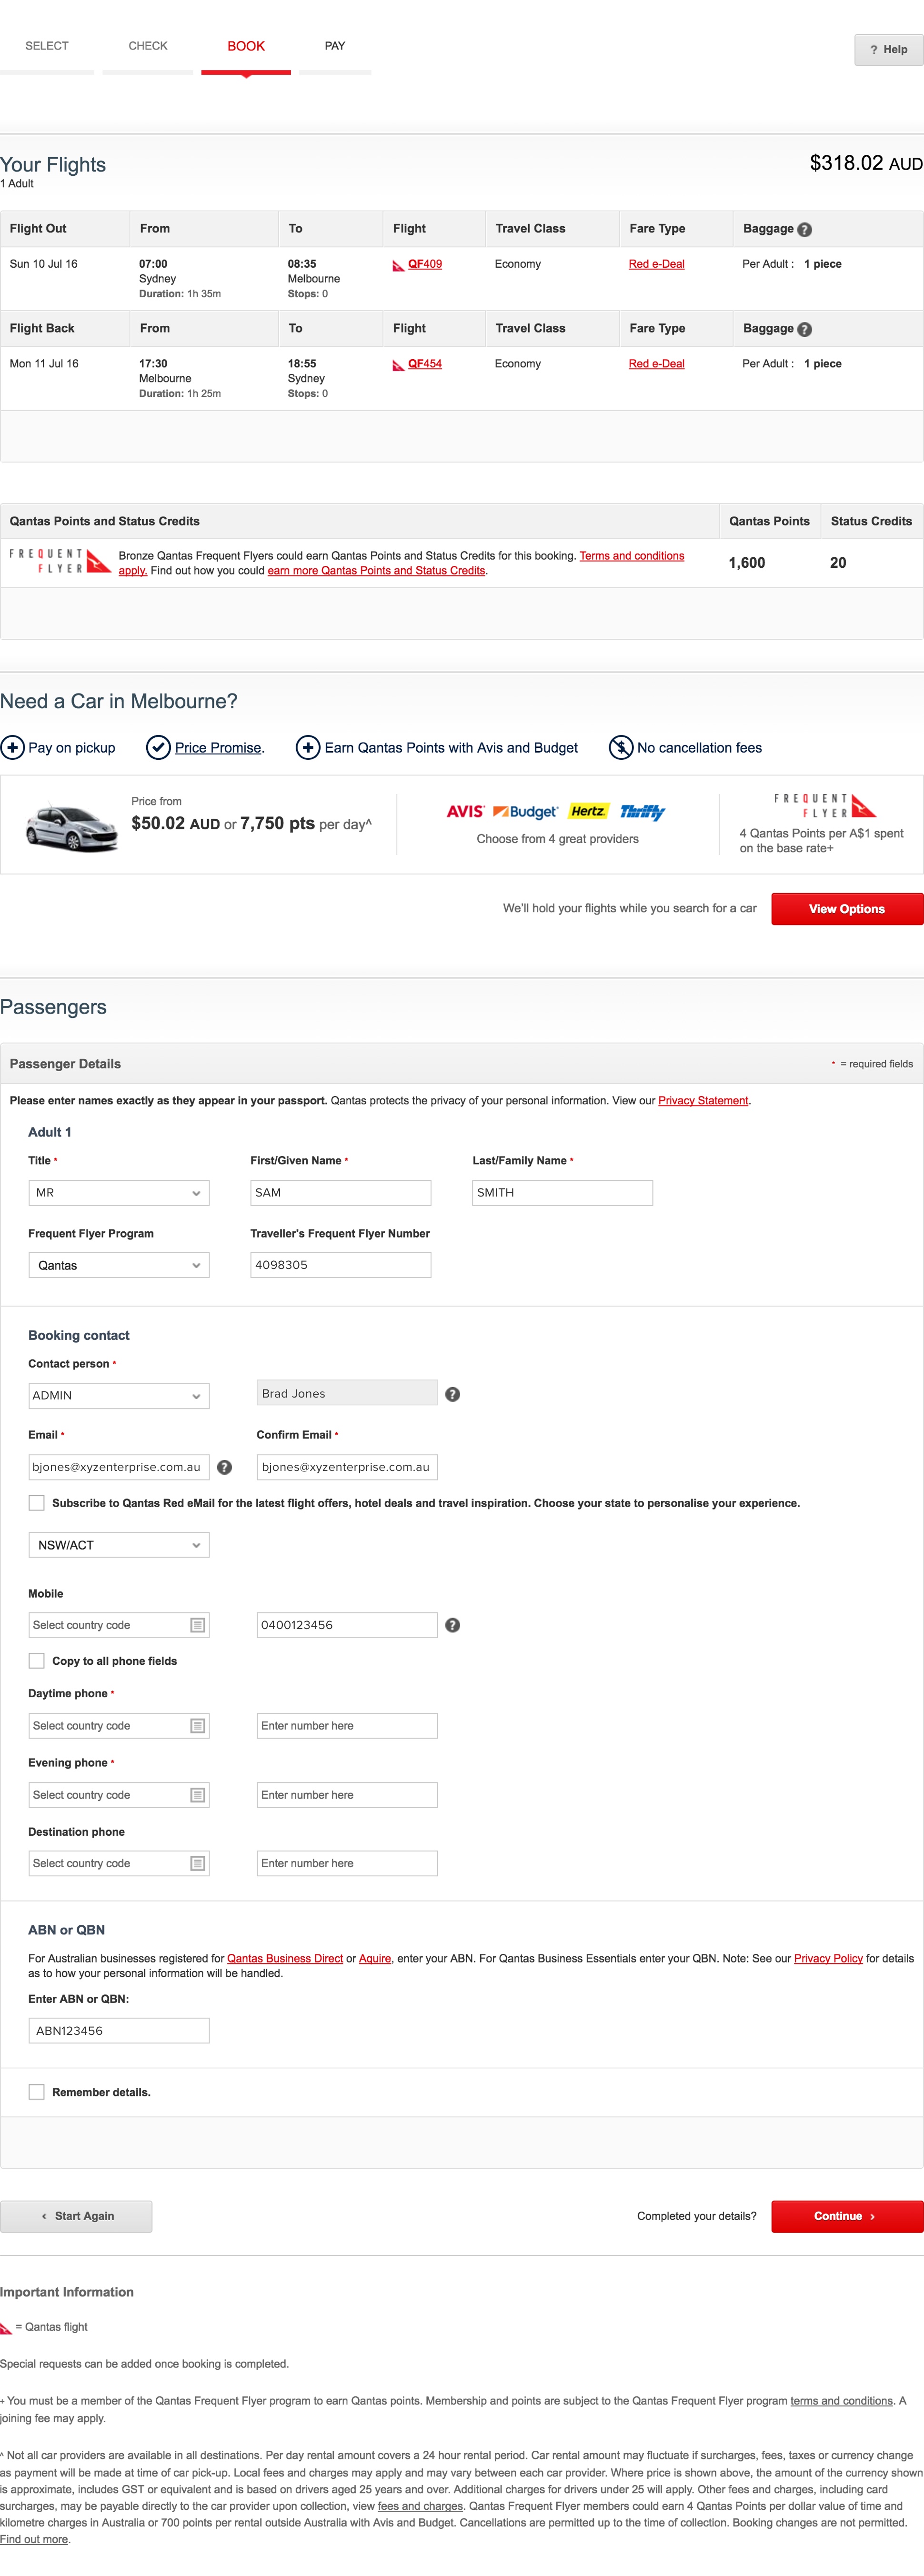 SELECT CHECK BOOK PAY
? Help
Your Flights $318.02 AUD
1 Adult
Flight Out From To Flight Travel Class Fare Type Baggage ?
Sun 10 Jul 16 07:00 08:35 QF409 Economy Red e-Deal Per Adult : 1 piece
Sydney Melbourne
Duration: 1h 35m Stops: 0
Flight Back From To Flight Travel Class Fare Type Baggage ?
Mon 11 Jul 16 17:30 18:55 QF454 Economy Red e-Deal Per Adult : 1 piece
Melbourne Sydney
Duration: 1h 25m Stops: 0
Qantas Points and Status Credits Qantas Points Status Credits
FREQUENT FLYER
Bronze Qantas Frequent Flyers could earn Qantas Points and Status Credits for this booking. Terms and conditions
apply. Find out how you could earn more Qantas Points and Status Credits.
1,600 20
Need a Car in Melbourne?
Pay on pickup Price Promise. Earn Qantas Points with Avis and Budget No cancellation fees
Price from
$50.02 AUD or 7,750 pts per day^
AVIS Budget Hertz Thrifty
Choose from 4 great providers
FREQUENT FLYER
4 Qantas Points per A$1 spent
on the base rate+
We'll hold your flights while you search for a car View Options
Passengers
Passenger Details * = required fields
Please enter names exactly as they appear in your passport. Qantas protects the privacy of your personal information. View our Privacy Statement.
Adult 1
Title * First/Given Name * Last/Family Name *
MR SAM SMITH
Frequent Flyer Program Traveller's Frequent Flyer Number
Qantas 4098305
Booking contact
Contact person *
ADMIN Brad Jones ?
Email * Confirm Email *
bjones@xyzenterprise.com.au ? bjones@xyzenterprise.com.au
Subscribe to Qantas Red eMail for the latest flight offers, hotel deals and travel inspiration. Choose your state to personalise your experience.
NSW/ACT
Mobile
Select country code 0400123456 ?
Copy to all phone fields
Daytime phone *
Select country code Enter number here
Evening phone *
Select country code Enter number here
Destination phone
Select country code Enter number here
ABN or QBN
For Australian businesses registered for Qantas Business Direct or Aquire, enter your ABN. For Qantas Business Essentials enter your QBN. Note: See our Privacy Policy for details
as to how your personal information will be handled.
Enter ABN or QBN:
ABN123456
Remember details.
‹ Start Again Completed your details? Continue ›
Important Information
= Qantas flight
Special requests can be added once booking is completed.
+ You must be a member of the Qantas Frequent Flyer program to earn Qantas points. Membership and points are subject to the Qantas Frequent Flyer program terms and conditions. A
joining fee may apply.
^ Not all car providers are available in all destinations. Per day rental amount covers a 24 hour rental period. Car rental amount may fluctuate if surcharges, fees, taxes or currency change
as payment will be made at time of car pick-up. Local fees and charges may apply and may vary between each car provider. Where price is shown above, the amount of the currency shown
is approximate, includes GST or equivalent and is based on drivers aged 25 years and over. Additional charges for drivers under 25 will apply. Other fees and charges, including card
surcharges, may be payable directly to the car provider upon collection, view fees and charges. Qantas Frequent Flyer members could earn 4 Qantas Points per dollar value of time and
kilometre charges in Australia or 700 points per rental outside Australia with Avis and Budget. Cancellations are permitted up to the time of collection. Booking changes are not permitted.
Find out more.